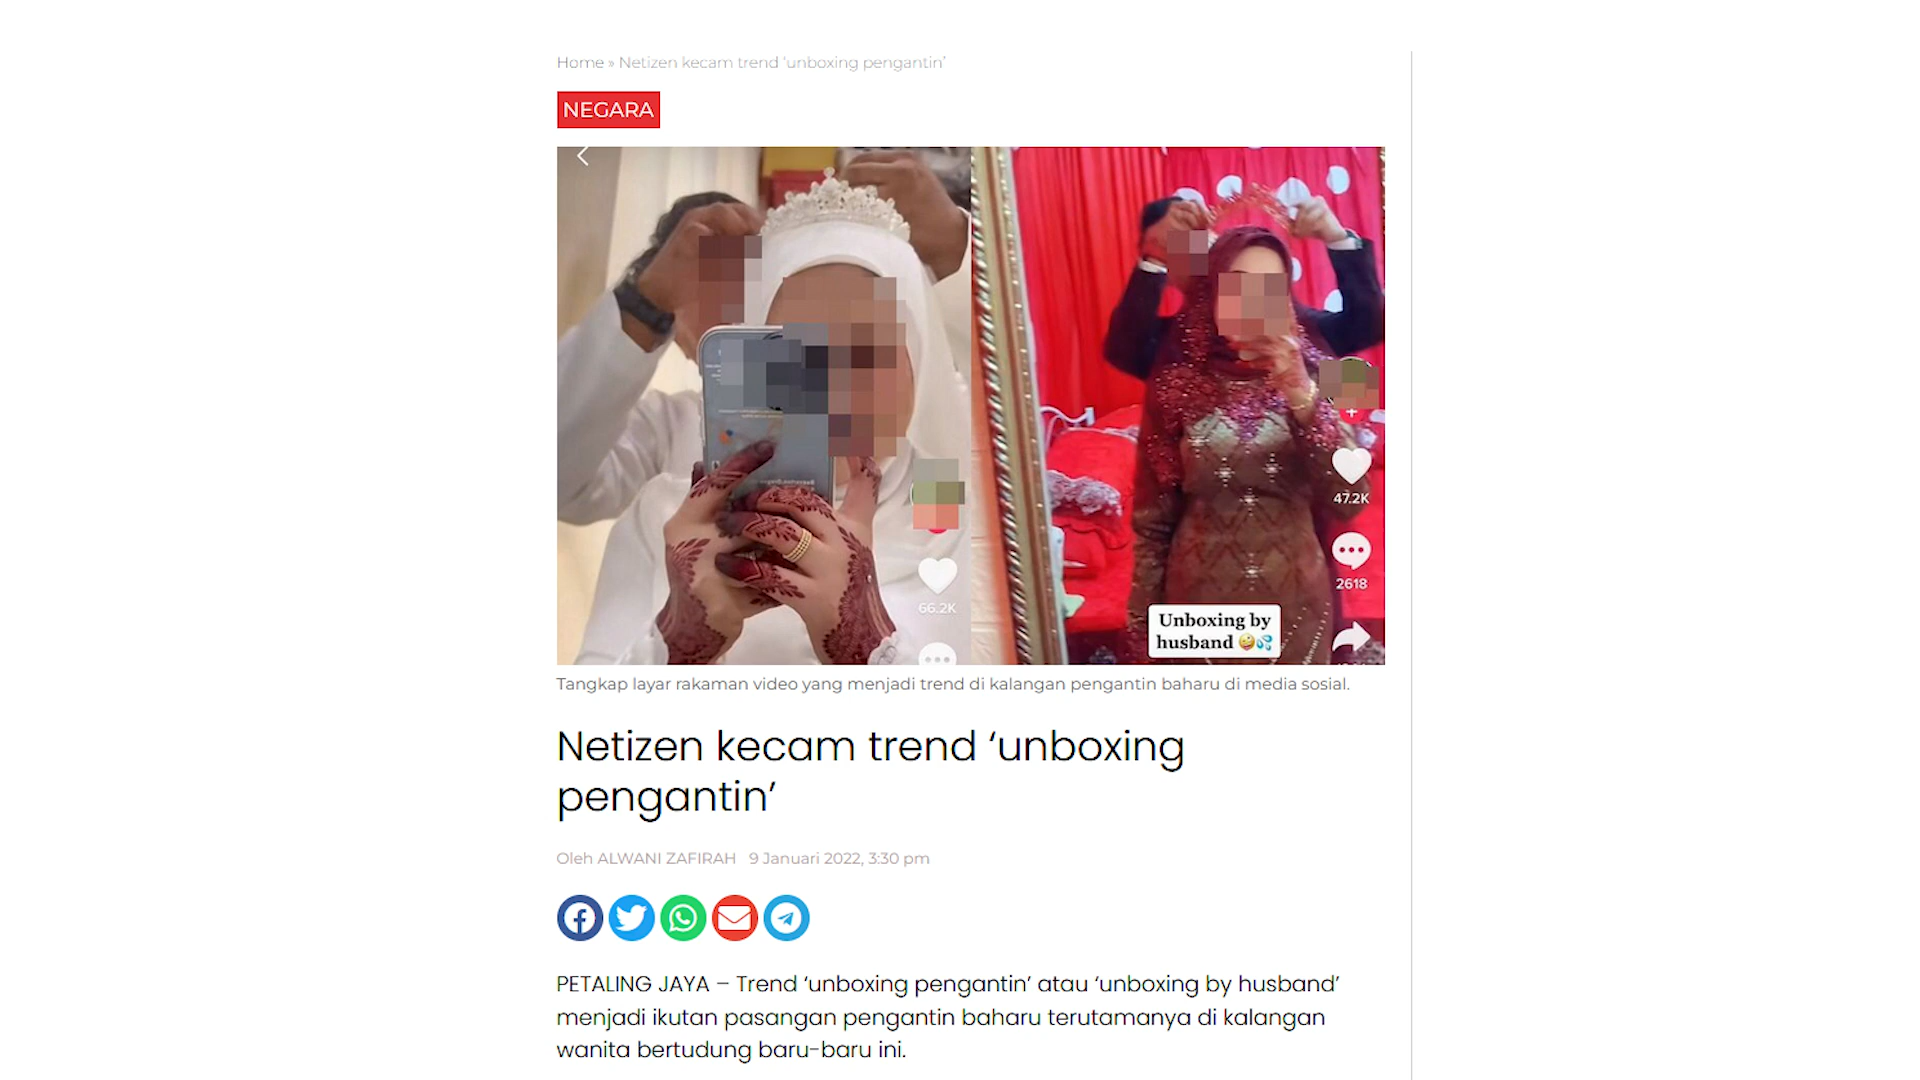 Home » Netizen kecam trend ‘unboxing pengantin’
NEGARA
66.2K
47.2K
2618
Unboxing by
husband 🤪💦
Tangkap layar rakaman video yang menjadi trend di kalangan pengantin baharu di media sosial.
Netizen kecam trend ‘unboxing
pengantin’
Oleh ALWANI ZAFIRAH 9 Januari 2022, 3:30 pm
PETALING JAYA – Trend ‘unboxing pengantin’ atau ‘unboxing by husband’
menjadi ikutan pasangan pengantin baharu terutamanya di kalangan
wanita bertudung baru-baru ini.